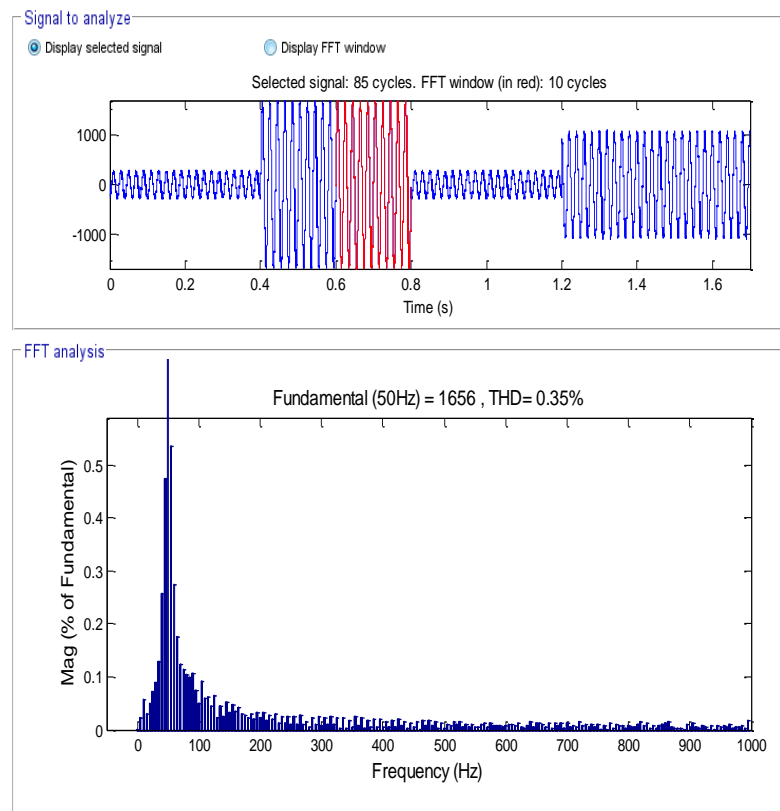 Signal to analyze
Display selected signal
Display FFT window
Selected signal: 85 cycles. FFT window (in red): 10 cycles
1000
0
-1000
0 0.2 0.4 0.6 0.8 1 1.2 1.4 1.6
Time (s)
FFT analysis
Fundamental (50Hz) = 1656 , THD= 0.35%
Mag (% of Fundamental)
0.5
0.4
0.3
0.2
0.1
0
0 100 200 300 400 500 600 700 800 900 1000
Frequency (Hz)